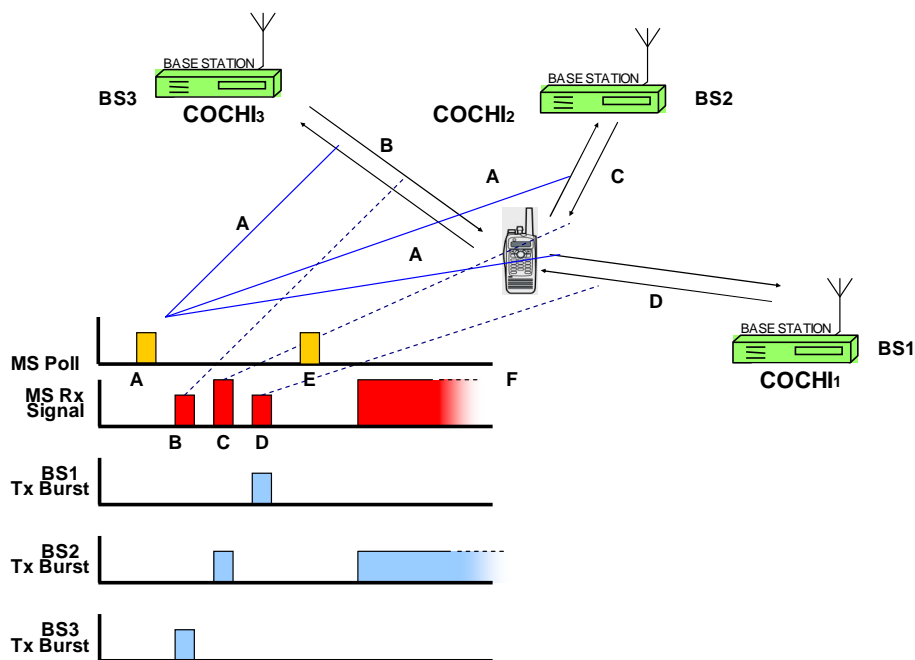 BASE STATION
BS3
COCHI3
BASE STATION
COCHI2
BS2
B
A
C
A
A
D
BASE STATION
BS1
COCHI1
MS Poll
A
E
F
MS Rx
Signal
B
C
D
BS1
Tx Burst
BS2
Tx Burst
BS3
Tx Burst